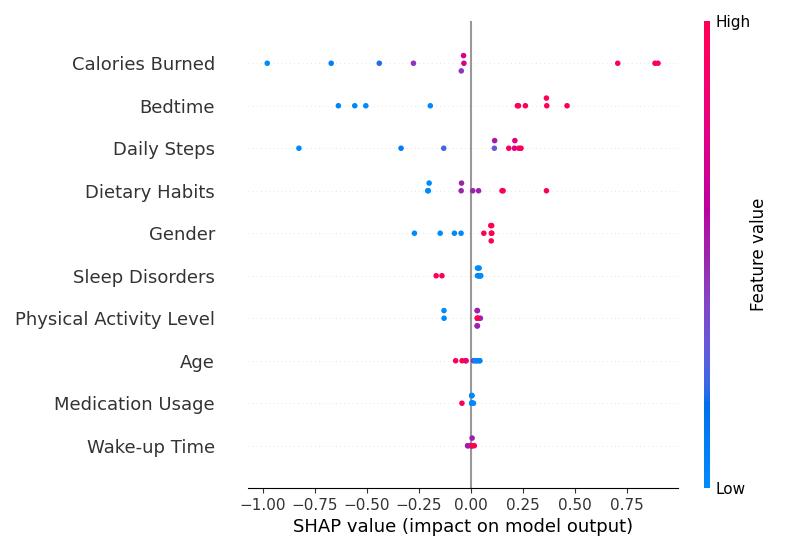 High
Calories Burned
Bedtime
Daily Steps
Dietary Habits
Gender
Sleep Disorders
Physical Activity Level
Age
Medication Usage
Wake-up Time
Feature value
Low
−1.00 −0.75 −0.50 −0.25 0.00 0.25 0.50 0.75
SHAP value (impact on model output)